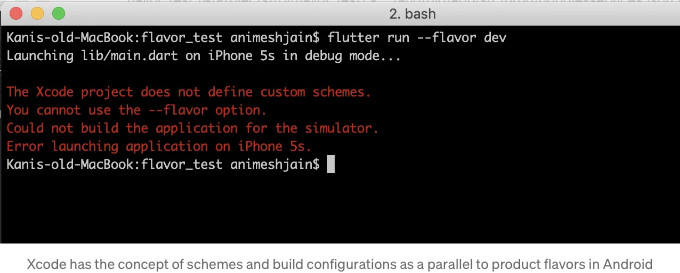 2. bash
Kanis-old-MacBook:flavor_test animeshjain$ flutter run --flavor dev
Launching lib/main.dart on iPhone 5s in debug mode...
The Xcode project does not define custom schemes.
You cannot use the --flavor option.
Could not build the application for the simulator.
Error launching application on iPhone 5s.
Kanis-old-MacBook:flavor_test animeshjain$
Xcode has the concept of schemes and build configurations as a parallel to product flavors in Android